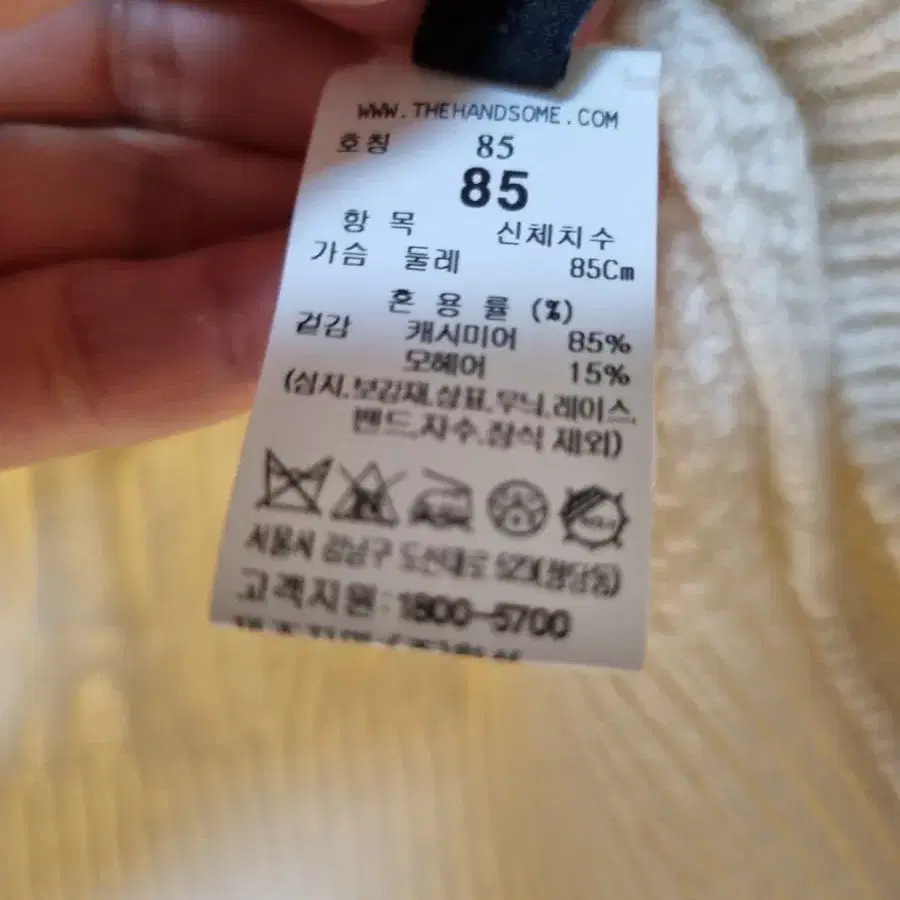 WWW.THEHANDSOME.COM
호칭 85
85
항 목 신체치수
가슴 둘레 85Cm
혼 용 률 (%)
겉감 캐시미어 85%
모헤어 15%
(심지.보강재.상표.무늬.레이스.
밴드.자수.장식 제외)
서울시 강남구 도산대로 523(청담동)
고객지원:1800-5700